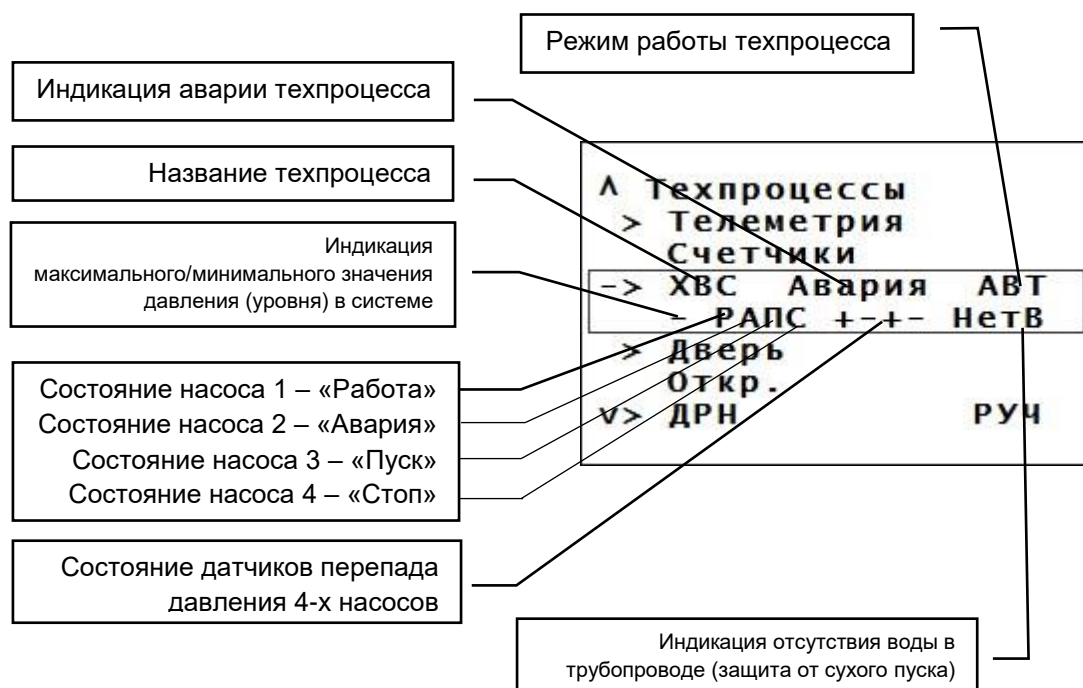 Режим работы техпроцесса
Индикация аварии техпроцесса
Название техпроцесса
Индикация
максимального/минимального значения
давления (уровня) в системе
Состояние насоса 1 – «Работа»
Состояние насоса 2 – «Авария»
Состояние насоса 3 – «Пуск»
Состояние насоса 4 – «Стоп»
Состояние датчиков перепада
давления 4-х насосов
Λ Техпроцессы
> Телеметрия
Счетчики
-> ХВС Авария АВТ
- РАПС +-+- НетВ
> Дверь
Откр.
V> ДРН РУЧ
Индикация отсутствия воды в
трубопроводе (защита от сухого пуска)